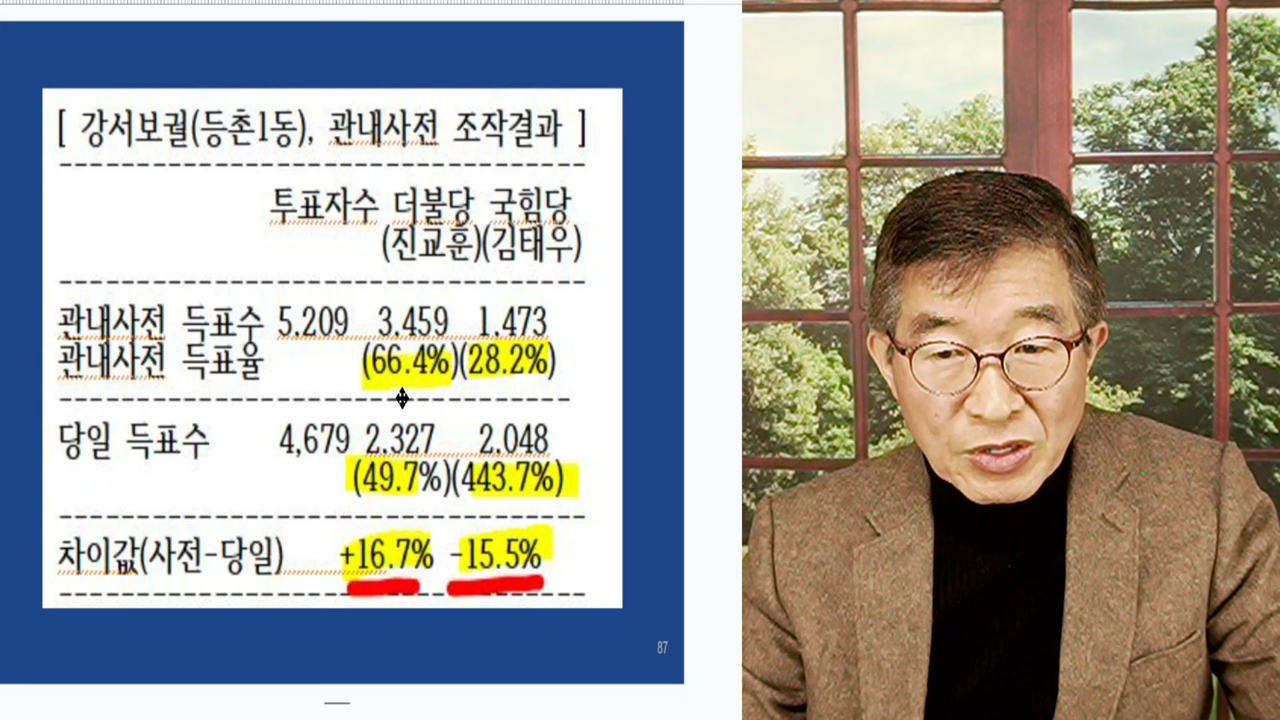 [ 강서보궐(등촌1동), 관내사전 조작결과 ]
투표자수 더불당 국힘당
(진교훈)(김태우)
관내사전 득표수 5,209 3,459 1,473
관내사전 득표율 (66.4%)(28.2%)
당일 득표수 4,679 2,327 2,048
(49.7%)(443.7%)
차이값(사전-당일) +16.7% -15.5%
87